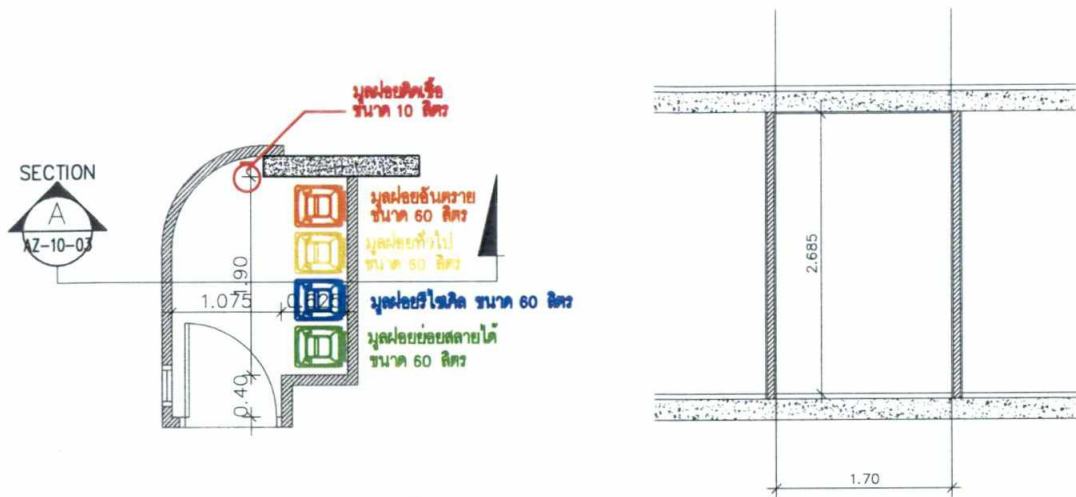 มูลฝอยติดเชื้อ
ขนาด 10 ลิตร
SECTION
A
AZ-10-03
มูลฝอยอันตราย
ขนาด 60 ลิตร
มูลฝอยทั่วไป
ขนาด 60 ลิตร
1.90
1.075
0.625
มูลฝอยรีไซเคิล ขนาด 60 ลิตร
มูลฝอยย่อยสลายได้
ขนาด 60 ลิตร
0.40
2.685
1.70